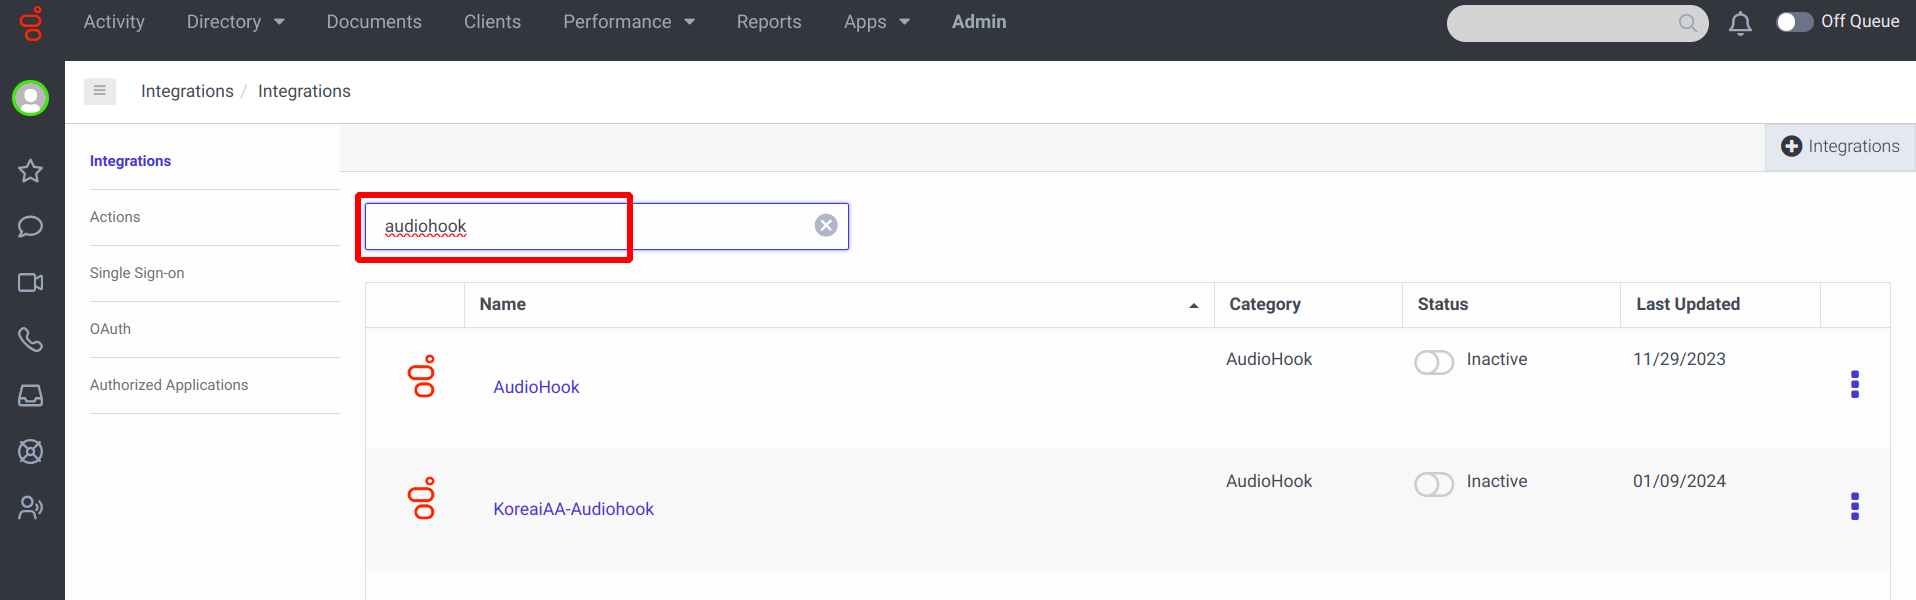 Activity Directory Documents Clients Performance Reports Apps Admin Off Queue
Integrations / Integrations
Integrations
Integrations
Actions
Single Sign-on
OAuth
Authorized Applications
audiohook
Name Category Status Last Updated
AudioHook AudioHook Inactive 11/29/2023
KoreaiAA-Audiohook AudioHook Inactive 01/09/2024